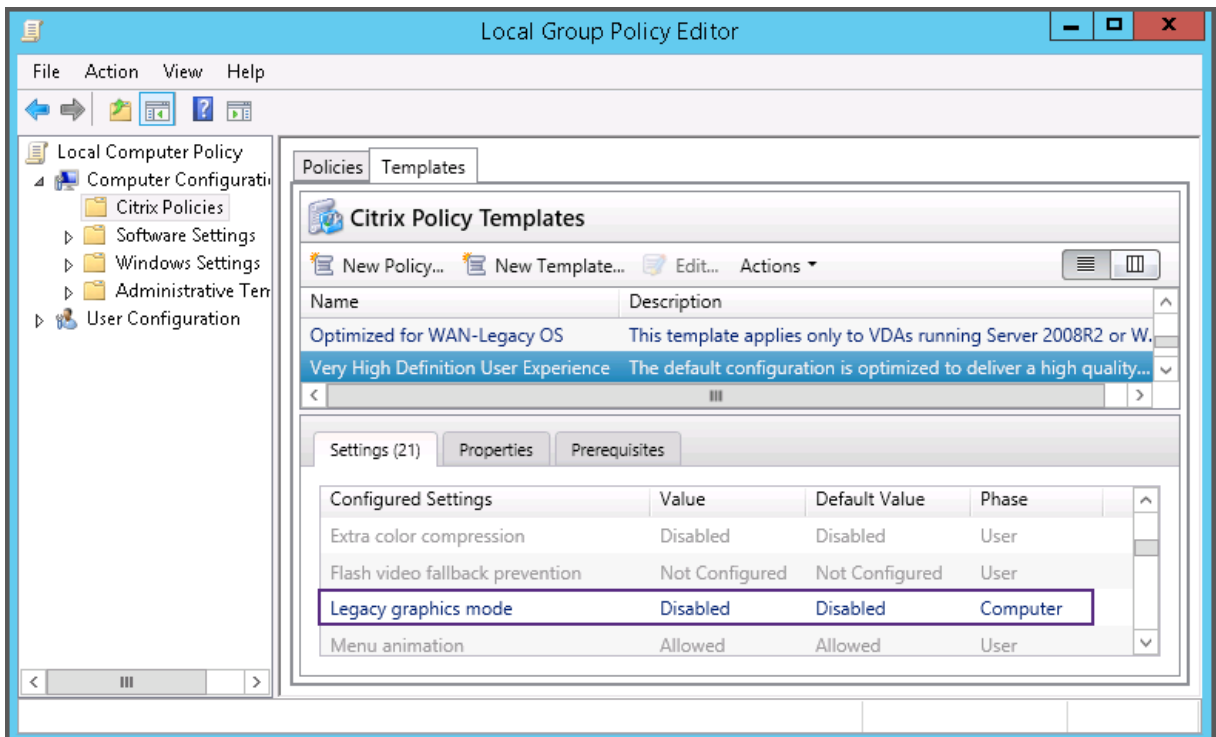 Local Group Policy Editor
File Action View Help
Local Computer Policy
Computer Configurati
Citrix Policies
Software Settings
Windows Settings
Administrative Tem
User Configuration
Policies Templates
Citrix Policy Templates
New Policy... New Template... Edit... Actions
Name Description
Optimized for WAN-Legacy OS This template applies only to VDAs running Server 2008R2 or W.
Very High Definition User Experience The default configuration is optimized to deliver a high quality...
Settings (21) Properties Prerequisites
Configured Settings Value Default Value Phase
Extra color compression Disabled Disabled User
Flash video fallback prevention Not Configured Not Configured User
Legacy graphics mode Disabled Disabled Computer
Menu animation Allowed Allowed User